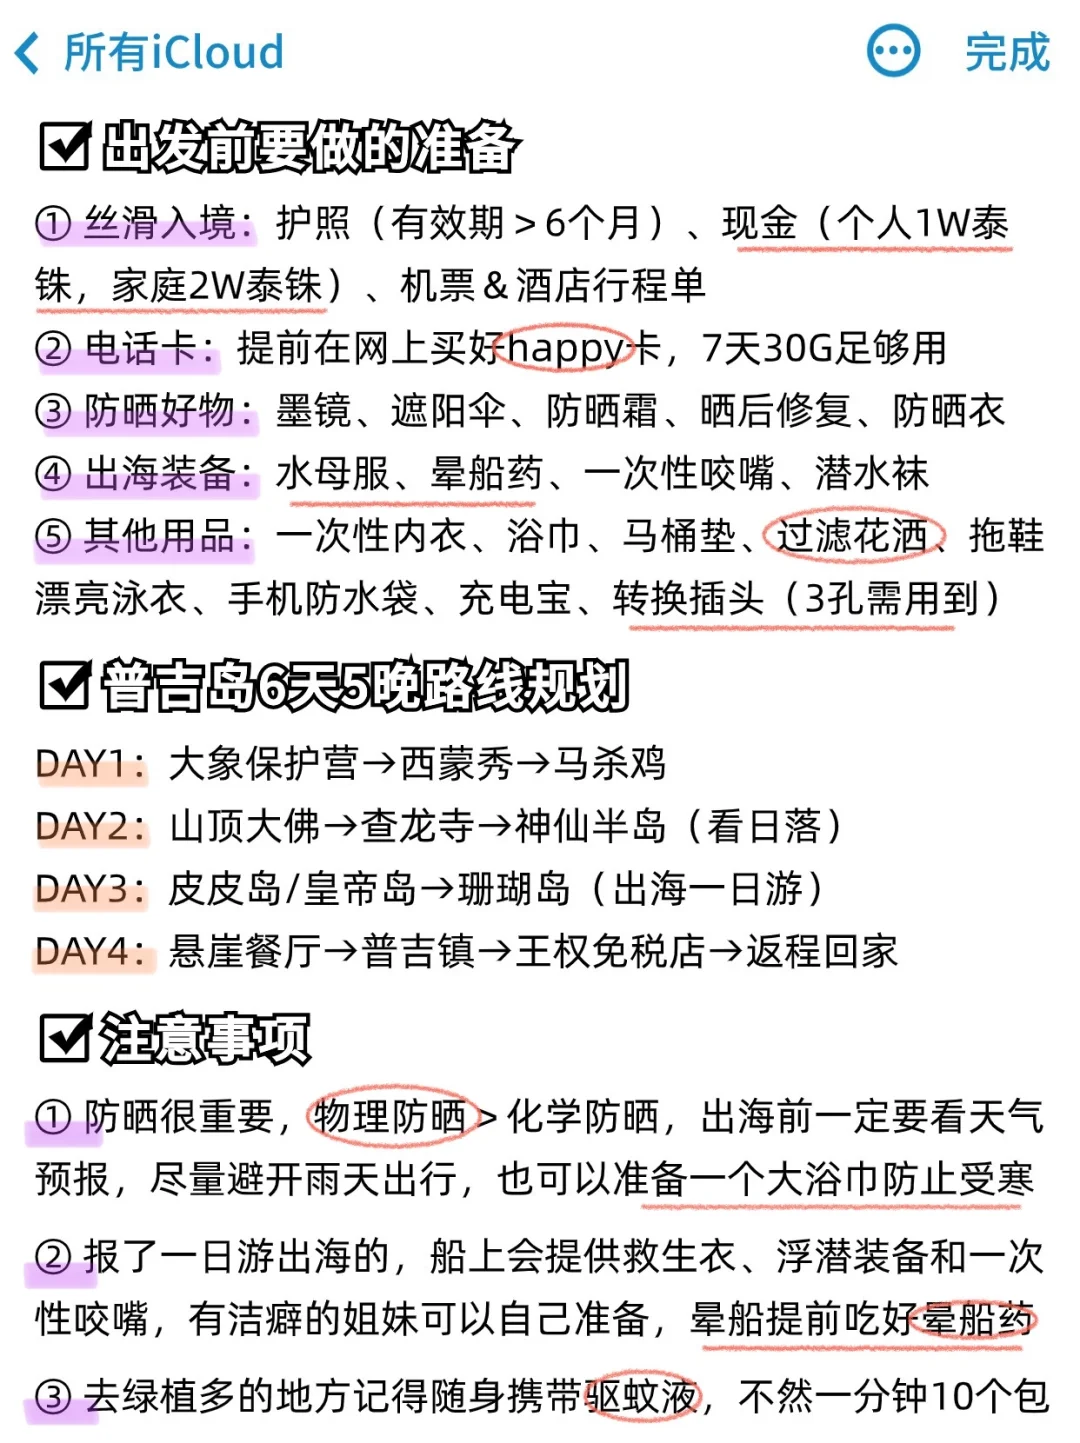 所有iCloud
完成
出发前要做的准备
① 丝滑入境：护照（有效期＞6个月）、现金（个人1W泰
铢，家庭2W泰铢）、机票＆酒店行程单
② 电话卡：提前在网上买好happy卡，7天30G足够用
③ 防晒好物：墨镜、遮阳伞、防晒霜、晒后修复、防晒衣
④ 出海装备：水母服、晕船药、一次性咬嘴、潜水袜
⑤ 其他用品：一次性内衣、浴巾、马桶垫、过滤花洒、拖鞋
漂亮泳衣、手机防水袋、充电宝、转换插头（3孔需用到）
普吉岛6天5晚路线规划
DAY1：大象保护营→西蒙秀→马杀鸡
DAY2：山顶大佛→查龙寺→神仙半岛（看日落）
DAY3：皮皮岛/皇帝岛→珊瑚岛（出海一日游）
DAY4：悬崖餐厅→普吉镇→王权免税店→返程回家
注意事项
① 防晒很重要，物理防晒＞化学防晒，出海前一定要看天气
预报，尽量避开雨天出行，也可以准备一个大浴巾防止受寒
② 报了一日游出海的，船上会提供救生衣、浮潜装备和一次
性咬嘴，有洁癖的姐妹可以自己准备，晕船提前吃好晕船药
③ 去绿植多的地方记得随身携带驱蚊液，不然一分钟10个包